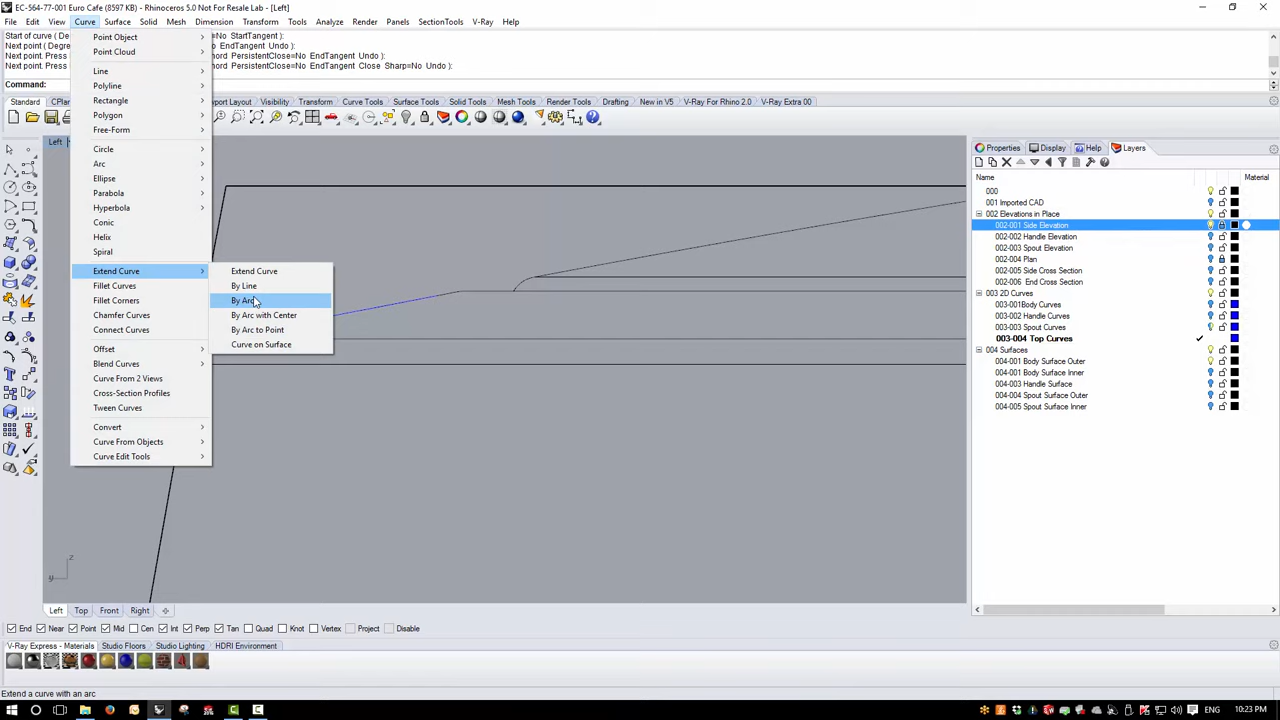 EC-564-77-001 Euro Cafe (8597 KB) - Rhinoceros 5.0 Not For Resale Lab - [Left]
File Edit View Curve Surface Solid Mesh Dimension Transform Tools Analyze Render Panels SectionTools V-Ray Help
Start of curve ( De
=No StartTangent ):
Next point ( Degre
=No EndTangent Undo ):
Next point. Press
hord PersistentClose=No EndTangent Undo ):
Next point. Press
hord PersistentClose=No EndTangent Close Sharp=No Undo ):
Command:
Standard CPlan
port Layout Visibility Transform Curve Tools Surface Tools Solid Tools Mesh Tools Render Tools Drafting New in V5 V-Ray For Rhino 2.0 V-Ray Extra 00
Point Object
Point Cloud
Line
Polyline
Rectangle
Polygon
Free-Form
Circle
Arc
Ellipse
Parabola
Hyperbola
Conic
Helix
Spiral
Extend Curve
Fillet Curves
Fillet Corners
Chamfer Curves
Connect Curves
Offset
Blend Curves
Curve From 2 Views
Cross-Section Profiles
Tween Curves
Convert
Curve From Objects
Curve Edit Tools
Extend Curve
By Line
By Arc
By Arc with Center
By Arc to Point
Curve on Surface
Left
z
y
Properties Display Help Layers
Name Material
000
001 Imported CAD
002 Elevations in Place
002-001 Side Elevation
002-002 Handle Elevation
002-003 Spout Elevation
002-004 Plan
002-005 Side Cross Section
002-006 End Cross Section
003 2D Curves
003-001Body Curves
003-002 Handle Curves
003-003 Spout Curves
003-004 Top Curves
004 Surfaces
004-001 Body Surface Outer
004-001 Body Surface Inner
004-003 Handle Surface
004-004 Spout Surface Outer
004-005 Spout Surface Inner
Left Top Front Right
End Near Point Mid Cen Int Perp Tan Quad Knot Vertex Project Disable
V-Ray Express - Materials Studio Floors Studio Lighting HDRI Environment
Extend a curve with an arc
ENG 10:23 PM